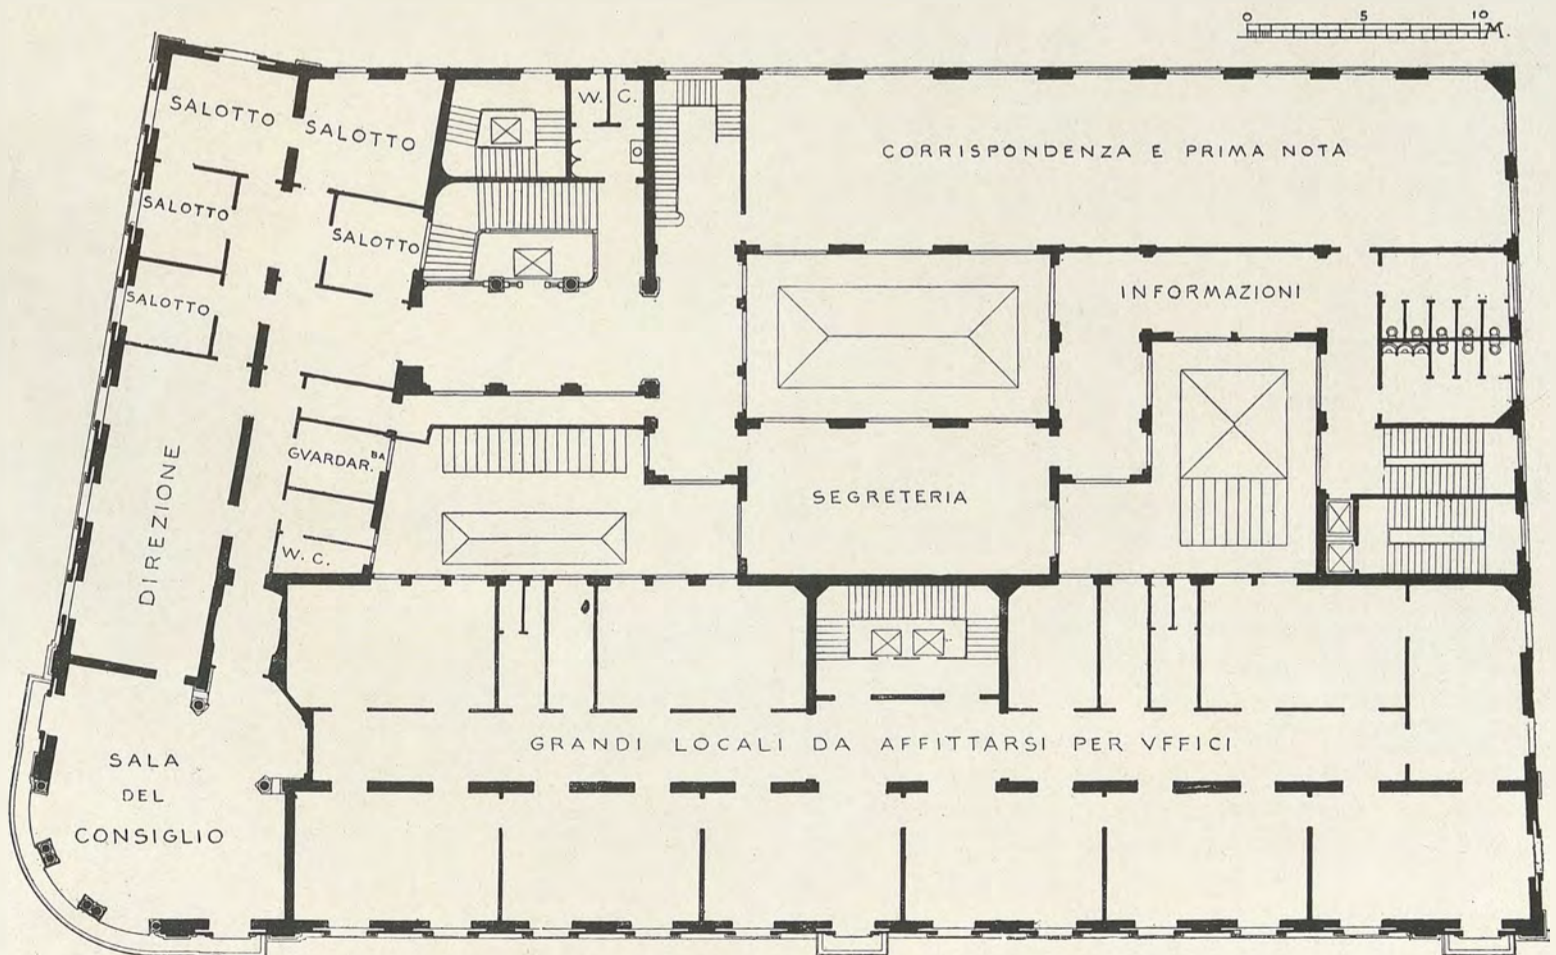 0 5 10
M.
SALOTTO
SALOTTO
W. C.
CORRISPONDENZA E PRIMA NOTA
SALOTTO
SALOTTO
SALOTTO
INFORMAZIONI
DIREZIONE
GVARDAR.BA
SEGRETERIA
W. C.
GRANDI LOCALI DA AFFITTARSI PER VFFICI
SALA
DEL
CONSIGLIO